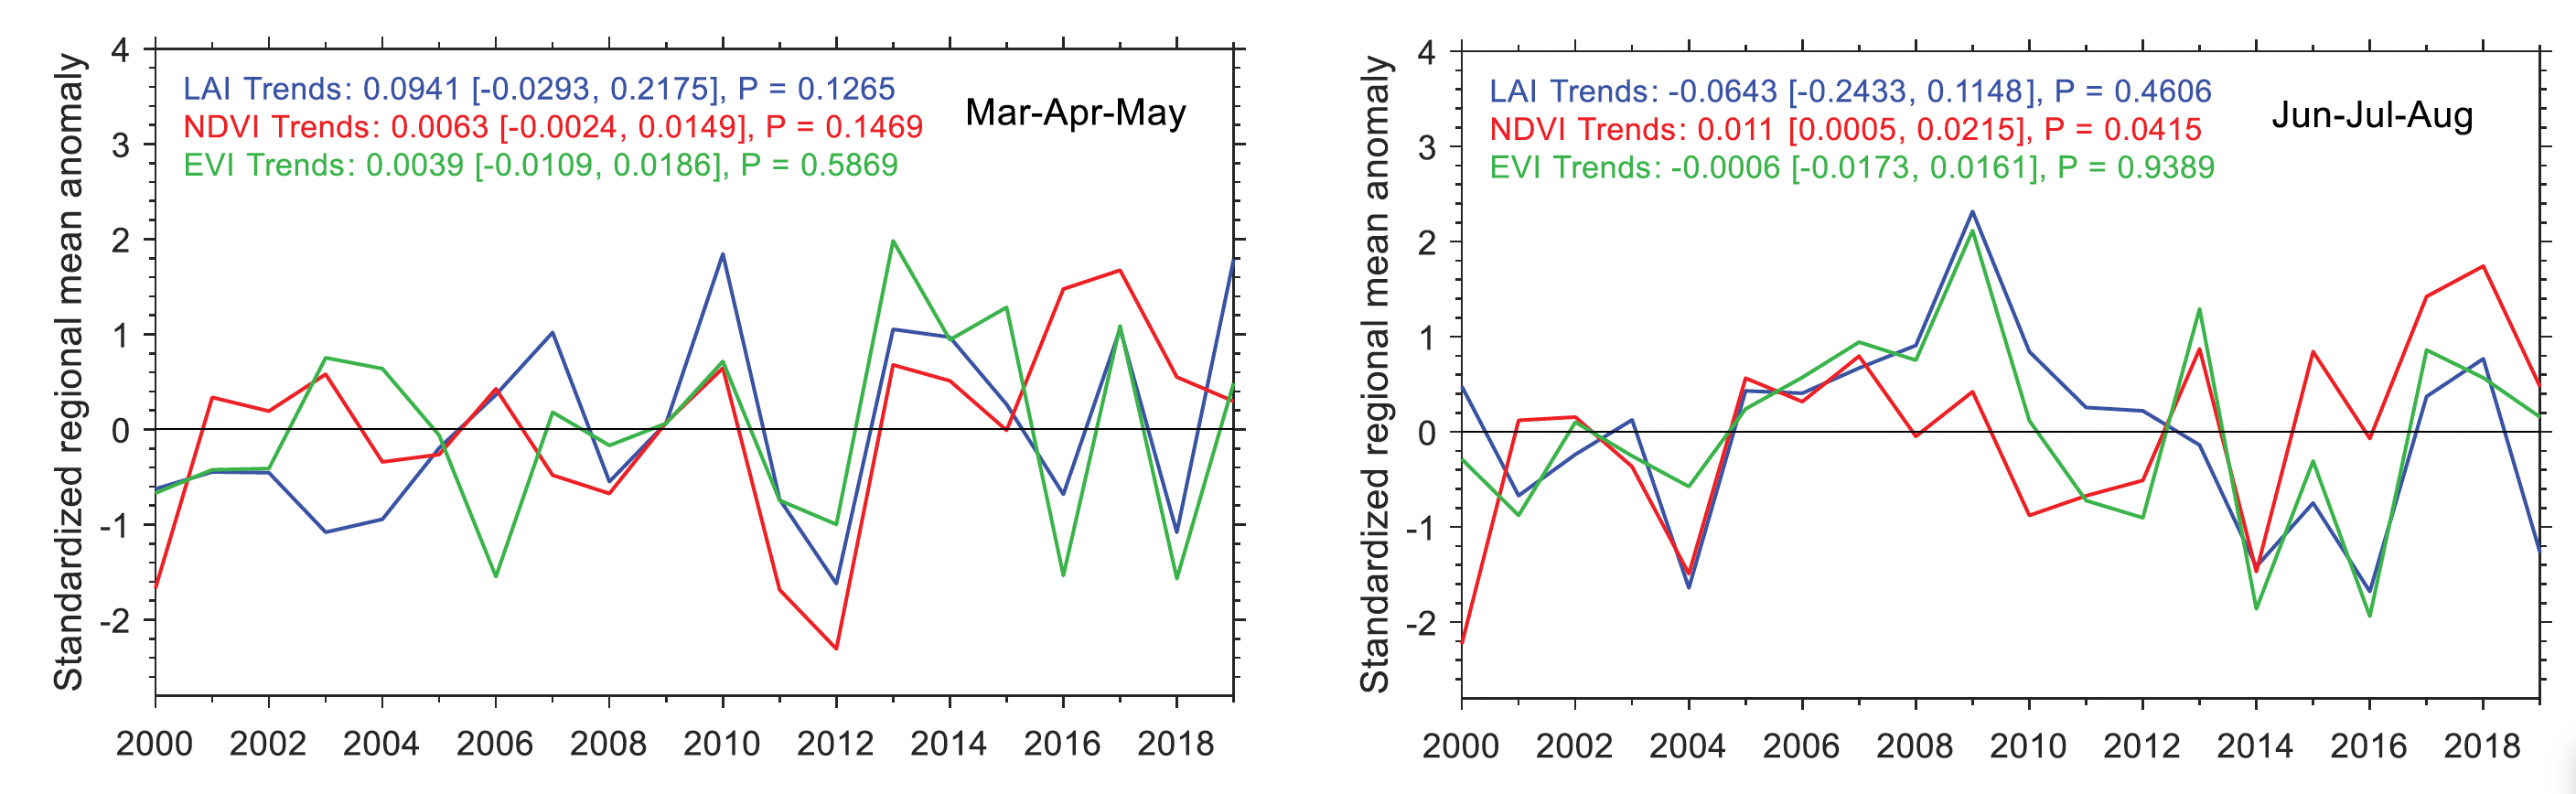 Standardized regional mean anomaly
4
3
2
1
0
-1
-2
LAI Trends: 0.0941 [-0.0293, 0.2175], P = 0.1265
NDVI Trends: 0.0063 [-0.0024, 0.0149], P = 0.1469
EVI Trends: 0.0039 [-0.0109, 0.0186], P = 0.5869
Mar-Apr-May
2000 2002 2004 2006 2008 2010 2012 2014 2016 2018
Standardized regional mean anomaly
4
3
2
1
0
-1
-2
LAI Trends: -0.0643 [-0.2433, 0.1148], P = 0.4606
NDVI Trends: 0.011 [0.0005, 0.0215], P = 0.0415
EVI Trends: -0.0006 [-0.0173, 0.0161], P = 0.9389
Jun-Jul-Aug
2000 2002 2004 2006 2008 2010 2012 2014 2016 2018